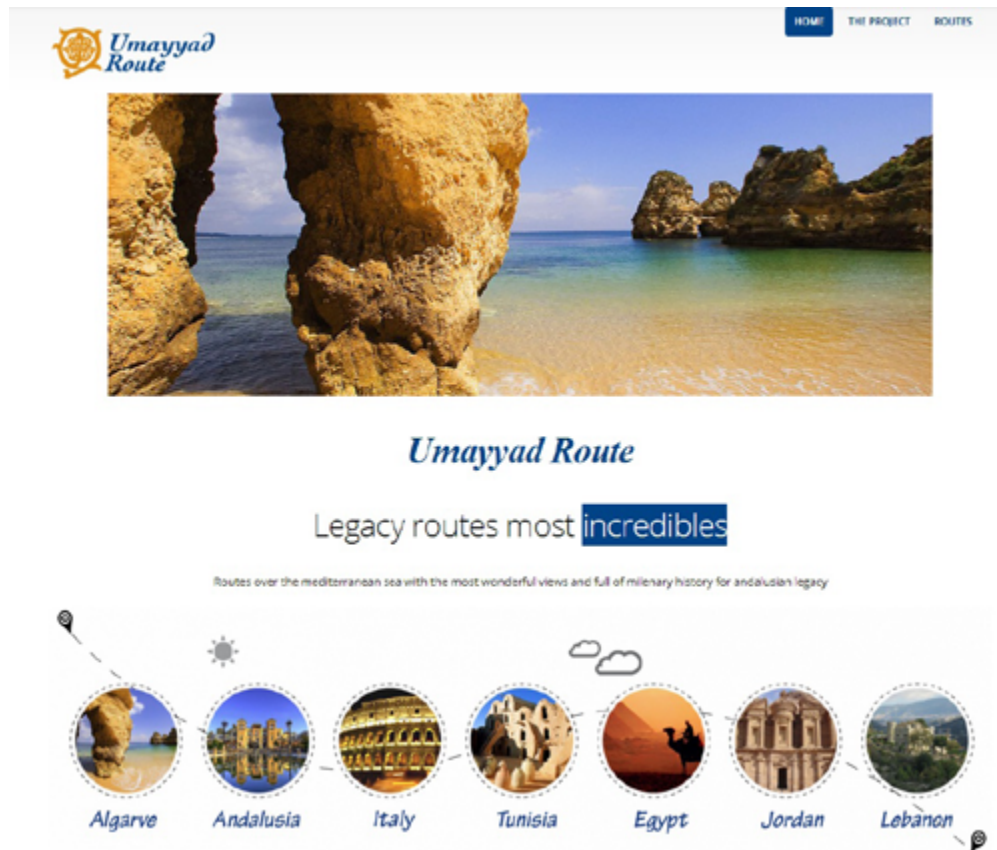 Umayyad
Route
HOME THE PROJECT ROUTES
Umayyad Route
Legacy routes most incredibles
Routes over the mediterranean sea with the most wonderful views and full of milenary history for andalusian legacy
Algarve Andalusia Italy Tunisia Egypt Jordan Lebanon